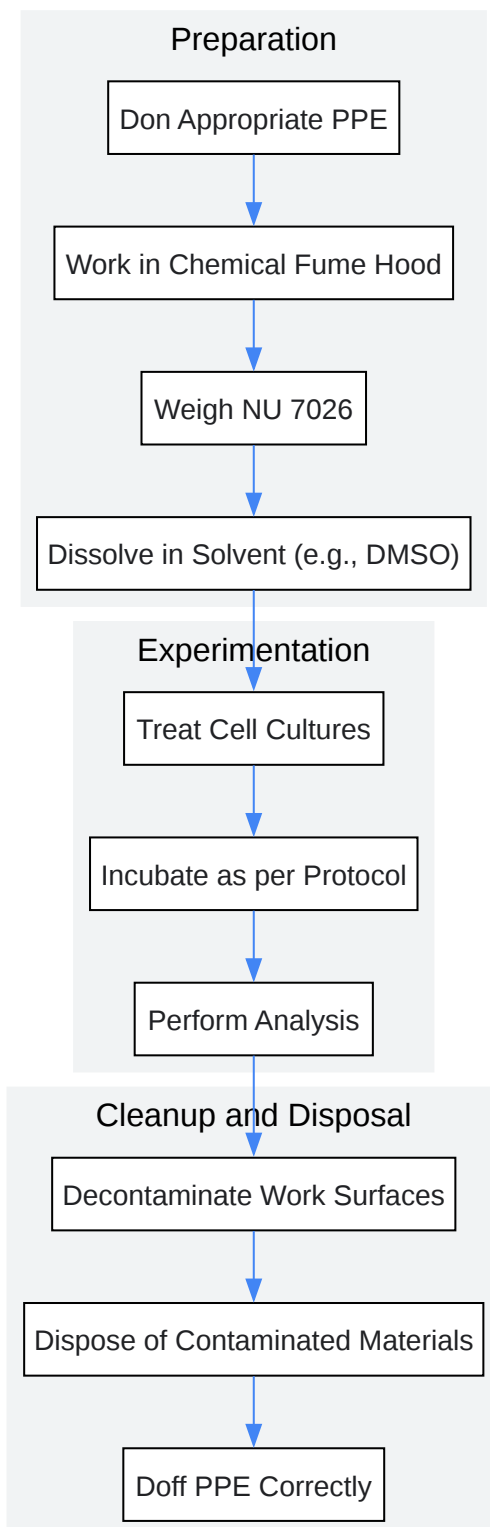 Preparation
Don Appropriate PPE
Work in Chemical Fume Hood
Weigh NU 7026
Dissolve in Solvent (e.g., DMSO)
Experimentation
Treat Cell Cultures
Incubate as per Protocol
Perform Analysis
Cleanup and Disposal
Decontaminate Work Surfaces
Dispose of Contaminated Materials
Doff PPE Correctly